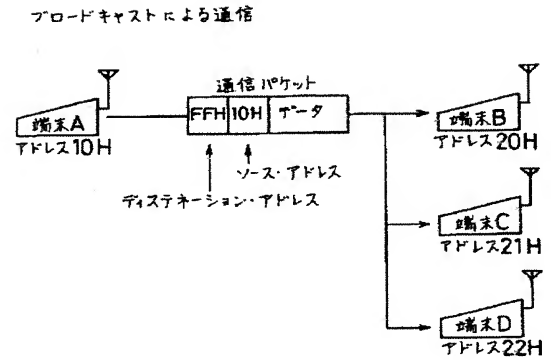 ブロードキャストによる通信
通信パケット
端末A
アドレス10H
FFH 10H データ
ソース・アドレス
ディステネーション・アドレス
端末B
アドレス20H
端末C
アドレス21H
端末D
アドレス22H